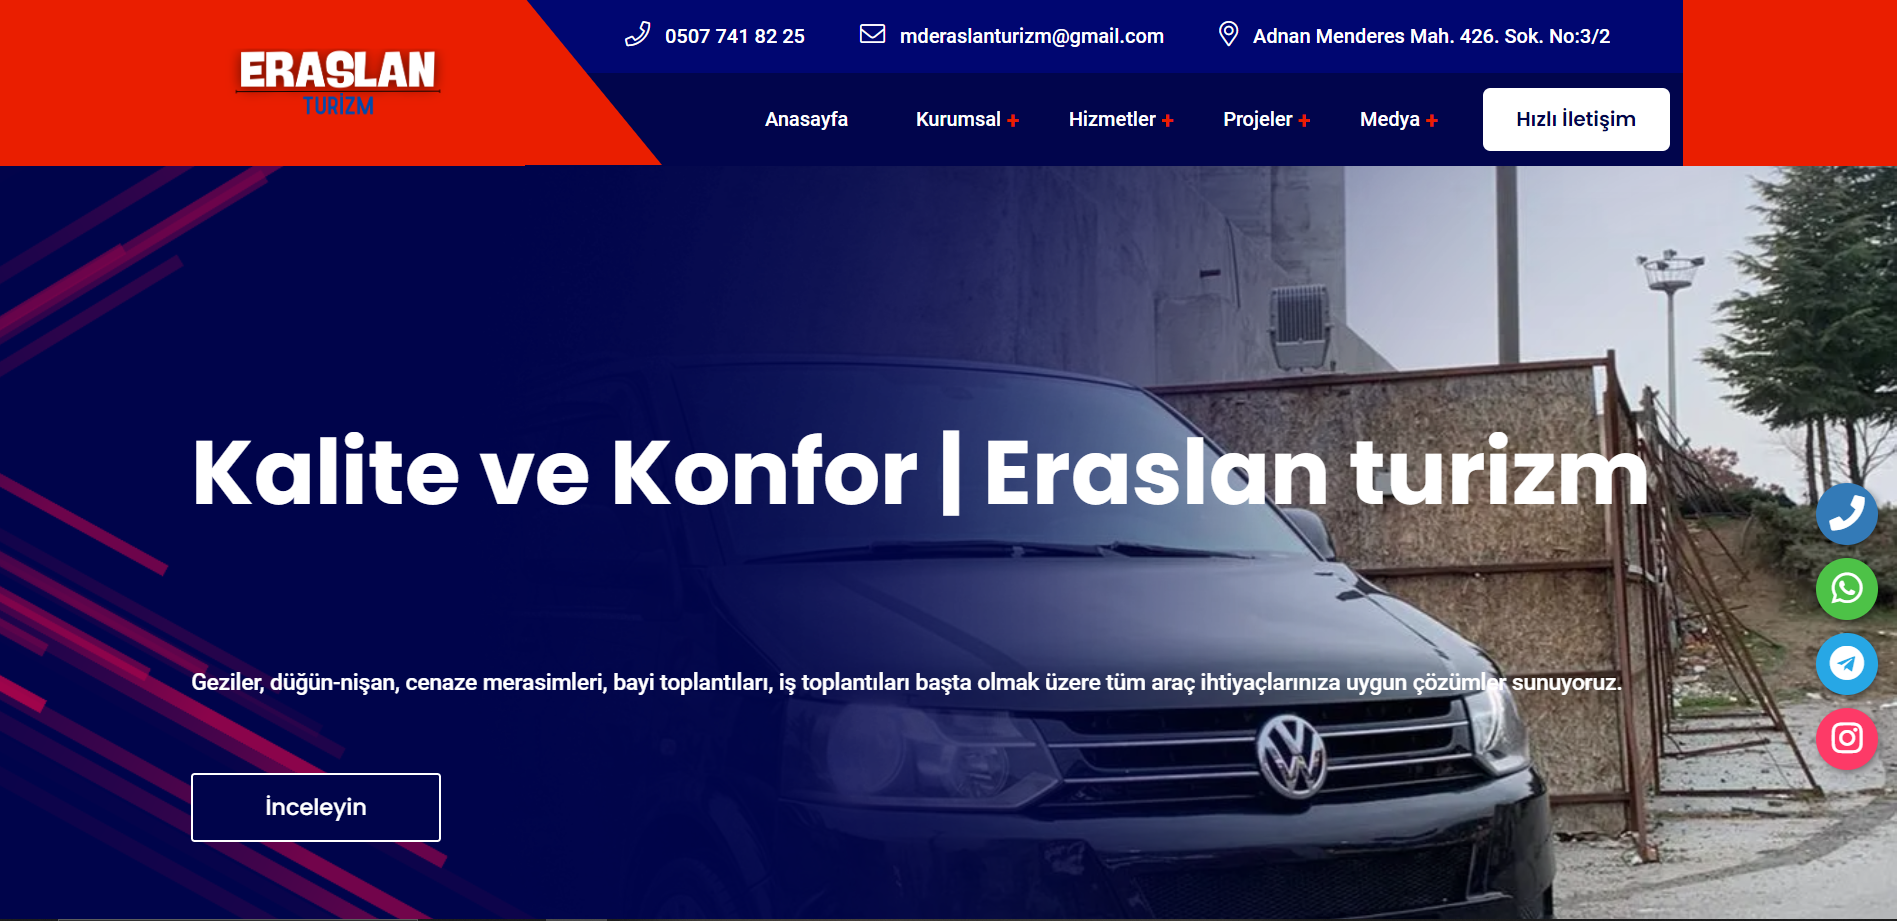 ERASLAN
TURİZM
0507 741 82 25
mderaslanturizm@gmail.com
Adnan Menderes Mah. 426. Sok. No:3/2
Anasayfa
Kurumsal +
Hizmetler +
Projeler +
Medya +
Hızlı İletişim
Kalite ve Konfor | Eraslan turizm
Geziler, düğün-nişan, cenaze merasimleri, bayi toplantıları, iş toplantıları başta olmak üzere tüm araç ihtiyaçlarınıza uygun çözümler sunuyoruz.
İnceleyin